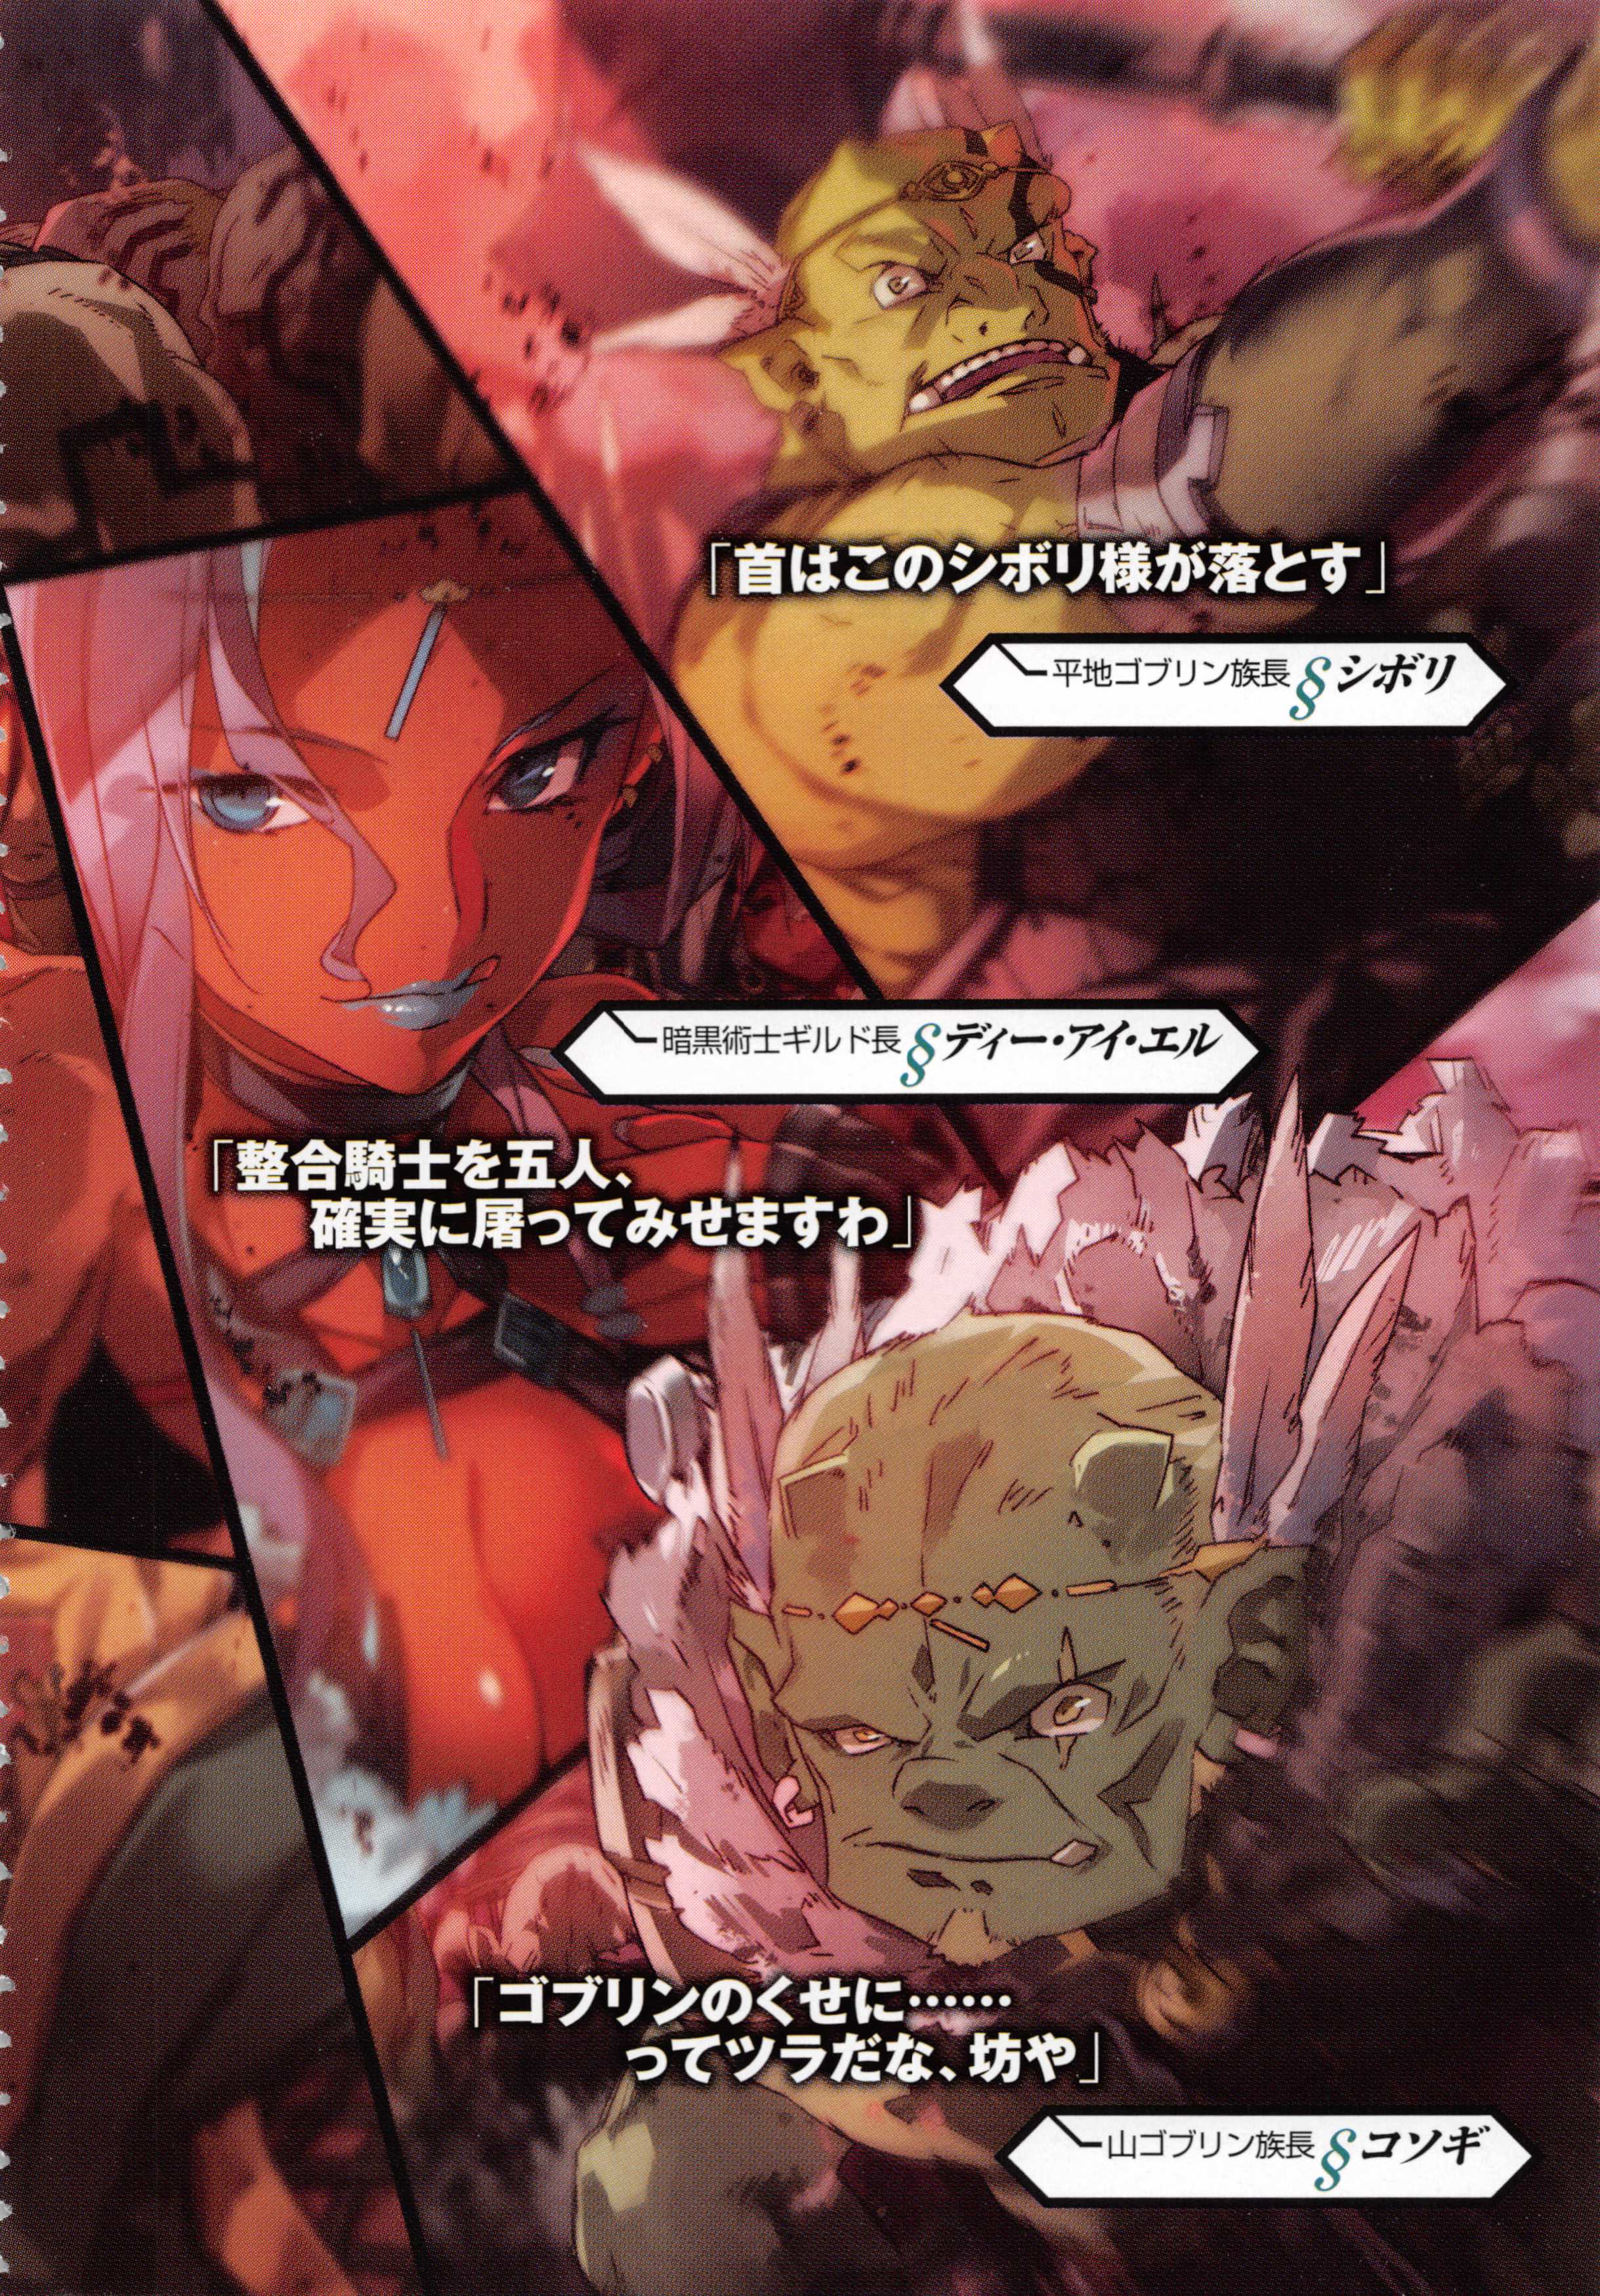 「首はこのシボリ様が落とす」
平地ゴブリン族長§シボリ
暗黒術士ギルド長§ディー・アイ・エル
「整合騎士を五人、
確実に屠ってみせますわ」
「ゴブリンのくせに……
ってツラだな、坊や」
山ゴブリン族長§コソギ